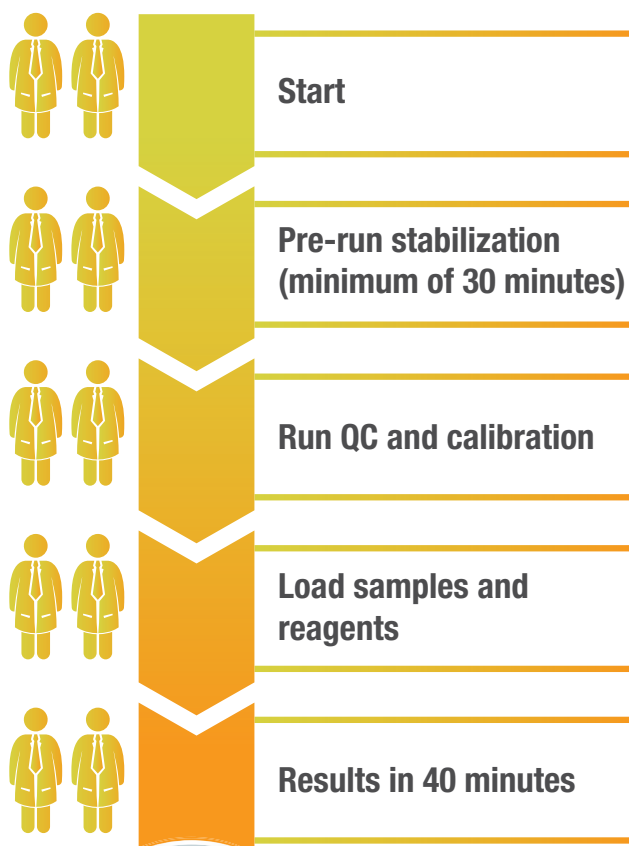 Start
Pre-run stabilization
(minimum of 30 minutes)
Run QC and calibration
Load samples and
reagents
Results in 40 minutes